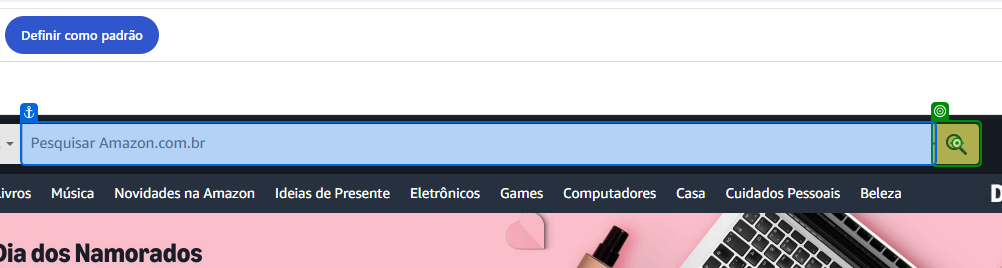 Definir como padrão
Pesquisar Amazon.com.br
Livros Música Novidades na Amazon Ideias de Presente Eletrônicos Games Computadores Casa Cuidados Pessoais Beleza
Dia dos Namorados